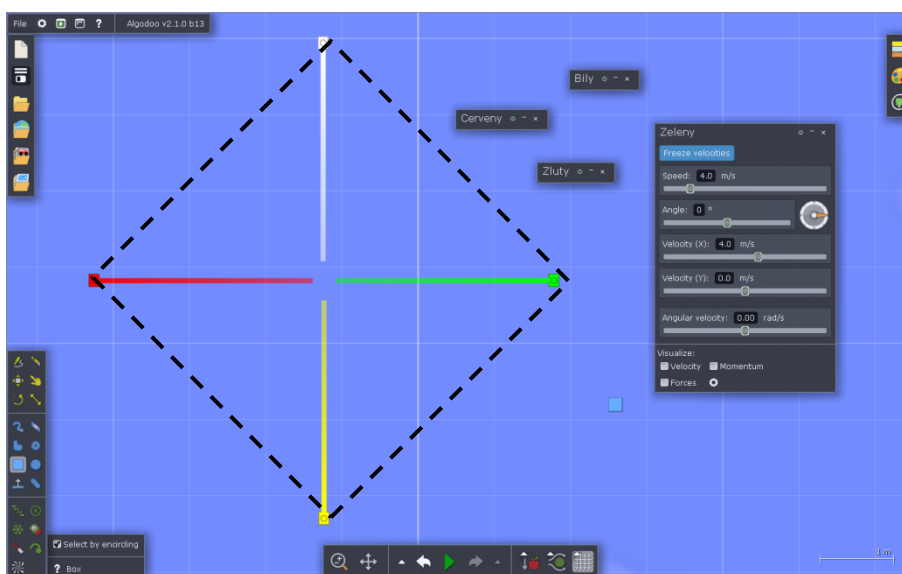 File ? Algodoo v2.1.0 b13
Bily
Cerveny
Zluty
Zeleny
Freeze velocities
Speed: 4.0 m/s
Angle: 0 °
Velocity (X): 4.0 m/s
Velocity (Y): 0.0 m/s
Angular velocity: 0.00 rad/s
Visualize:
Velocity Momentum
Forces
Select by encircling
? Box
1 m